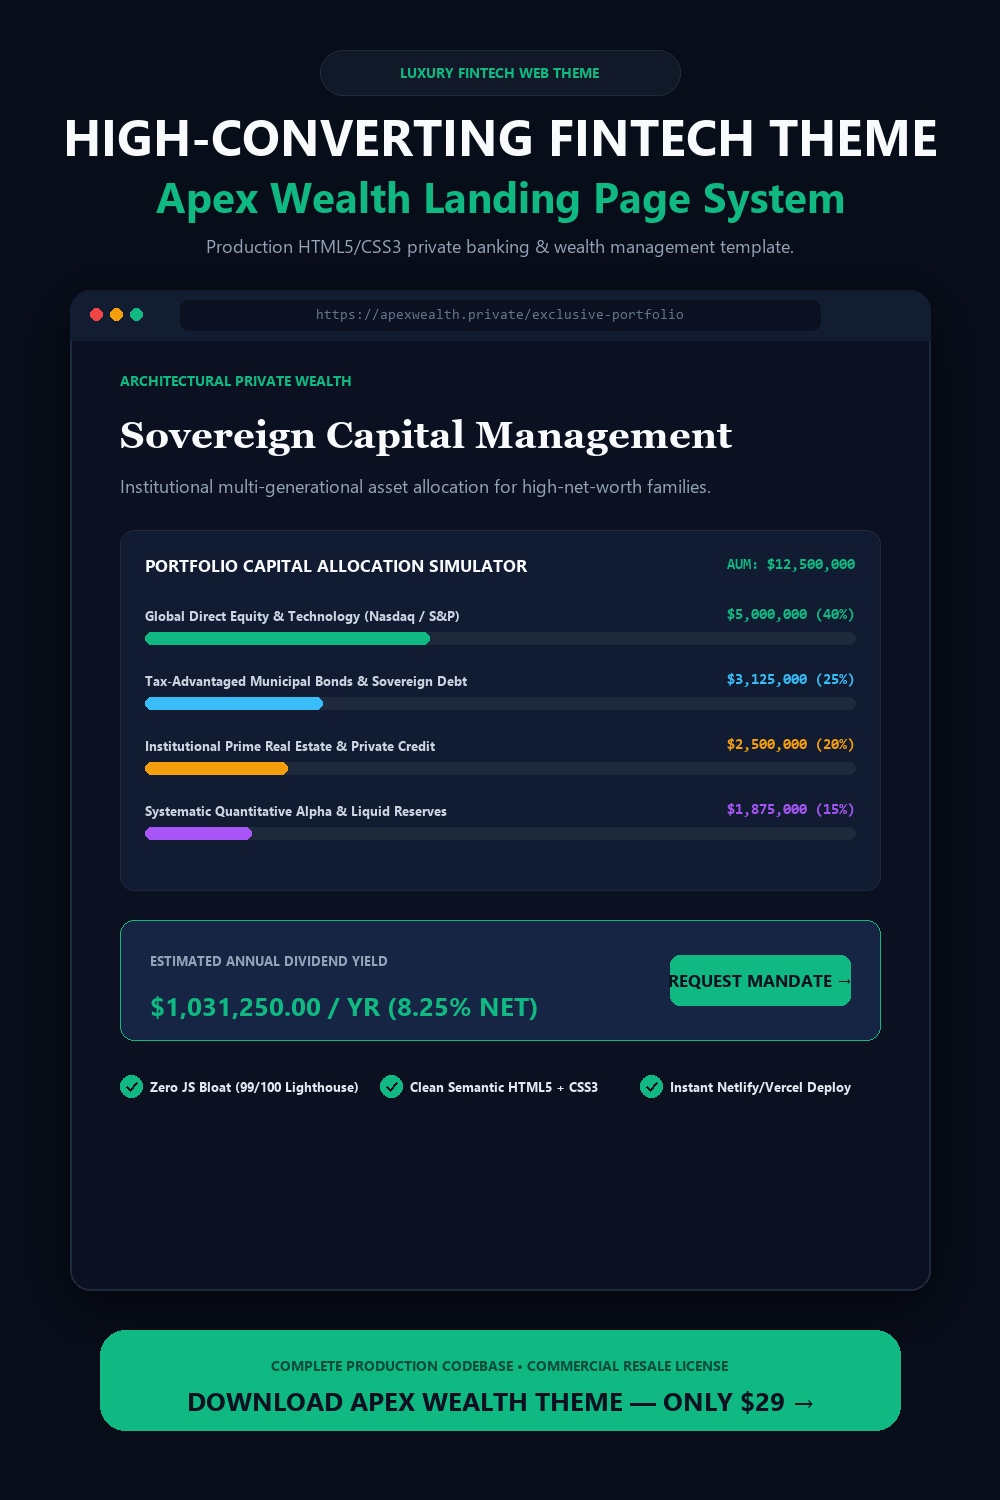 LUXURY FINTECH WEB THEME
HIGH-CONVERTING FINTECH THEME
Apex Wealth Landing Page System
Production HTML5/CSS3 private banking & wealth management template.
https://apexwealth.private/exclusive-portfolio
ARCHITECTURAL PRIVATE WEALTH
Sovereign Capital Management
Institutional multi-generational asset allocation for high-net-worth families.
PORTFOLIO CAPITAL ALLOCATION SIMULATOR
AUM: $12,500,000
Global Direct Equity & Technology (Nasdaq / S&P)
$5,000,000 (40%)
Tax-Advantaged Municipal Bonds & Sovereign Debt
$3,125,000 (25%)
Institutional Prime Real Estate & Private Credit
$2,500,000 (20%)
Systematic Quantitative Alpha & Liquid Reserves
$1,875,000 (15%)
ESTIMATED ANNUAL DIVIDEND YIELD
$1,031,250.00 / YR (8.25% NET)
REQUEST MANDATE →
Zero JS Bloat (99/100 Lighthouse)
Clean Semantic HTML5 + CSS3
Instant Netlify/Vercel Deploy
COMPLETE PRODUCTION CODEBASE • COMMERCIAL RESALE LICENSE
DOWNLOAD APEX WEALTH THEME — ONLY $29 →